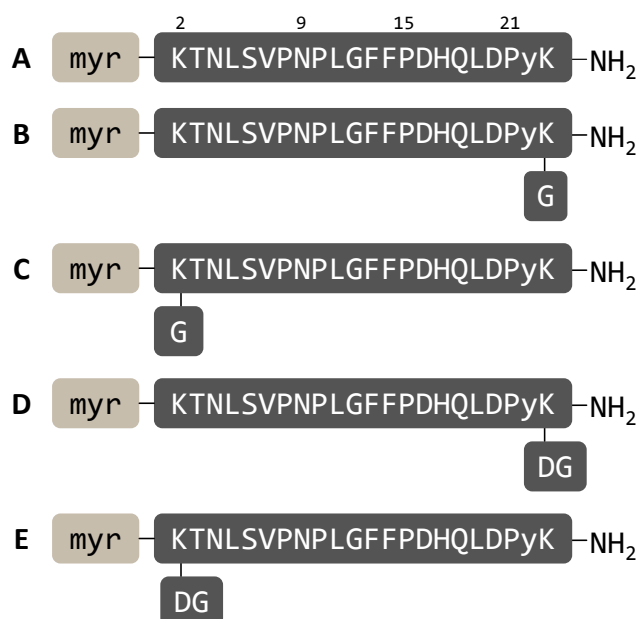 2 9 15 21
A myr KTNLSVPNPLGFFPDHQLDPyK NH₂
B myr KTNLSVPNPLGFFPDHQLDPyK NH₂
G
C myr KTNLSVPNPLGFFPDHQLDPyK NH₂
G
D myr KTNLSVPNPLGFFPDHQLDPyK NH₂
DG
E myr KTNLSVPNPLGFFPDHQLDPyK NH₂
DG